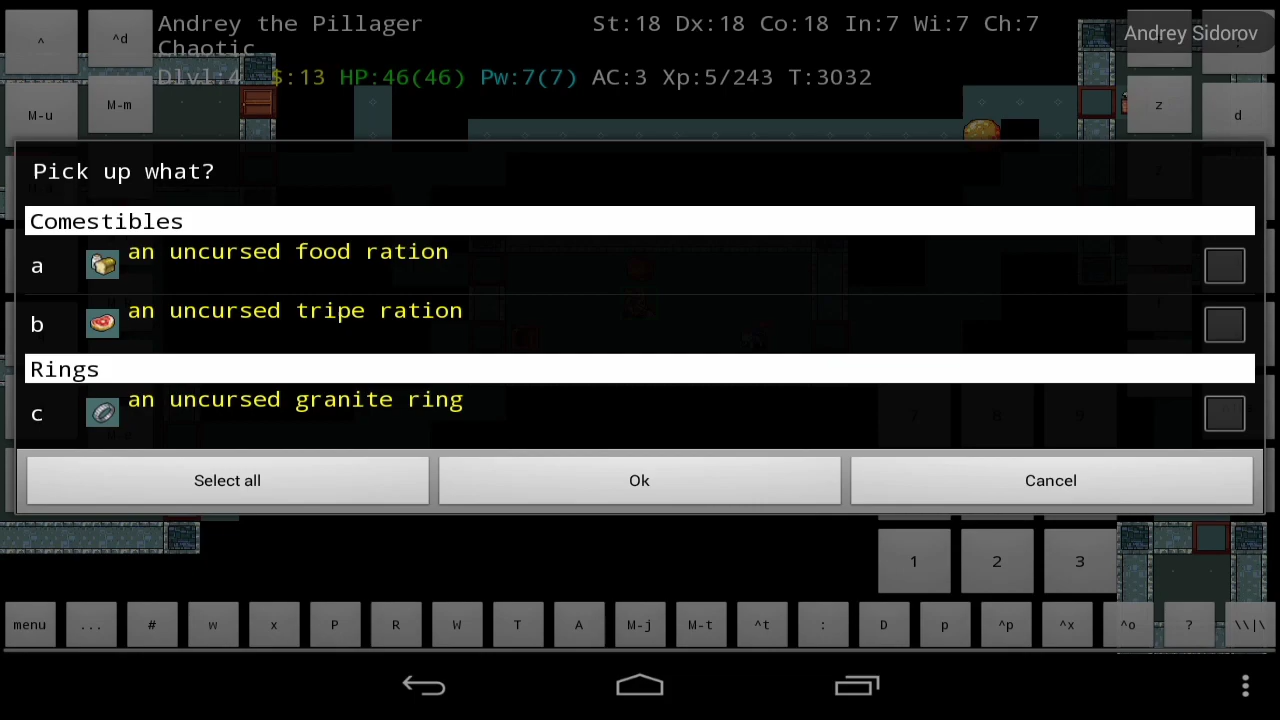 ^
^d
Andrey the Pillager
St:18 Dx:18 Co:18 In:7 Wi:7 Ch:7
Andrey Sidorov
Chaotic
Dlvl:4 $:13 HP:46(46) Pw:7(7) AC:3 Xp:5/243 T:3032
M-u
M-m
z
d
Pick up what?
Comestibles
a an uncursed food ration
b an uncursed tripe ration
Rings
c an uncursed granite ring
7 8 9
Select all
Ok
Cancel
1 2 3
menu ... # w x P R W T A M-j M-t ^t : D p ^p ^x ^o ? \\|\